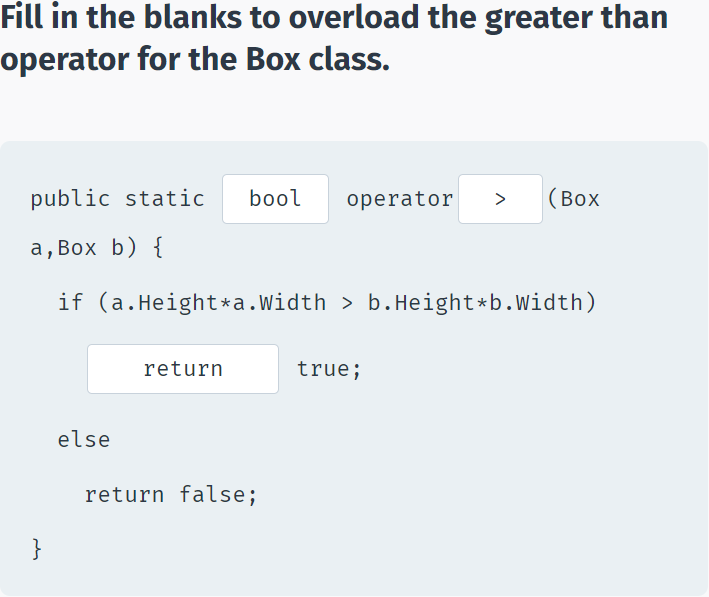 Fill in the blanks to overload the greater than
operator for the Box class.
public static bool operator > (Box
a,Box b) {
if (a.Height*a.Width > b.Height*b.Width)
return true;
else
return false;
}